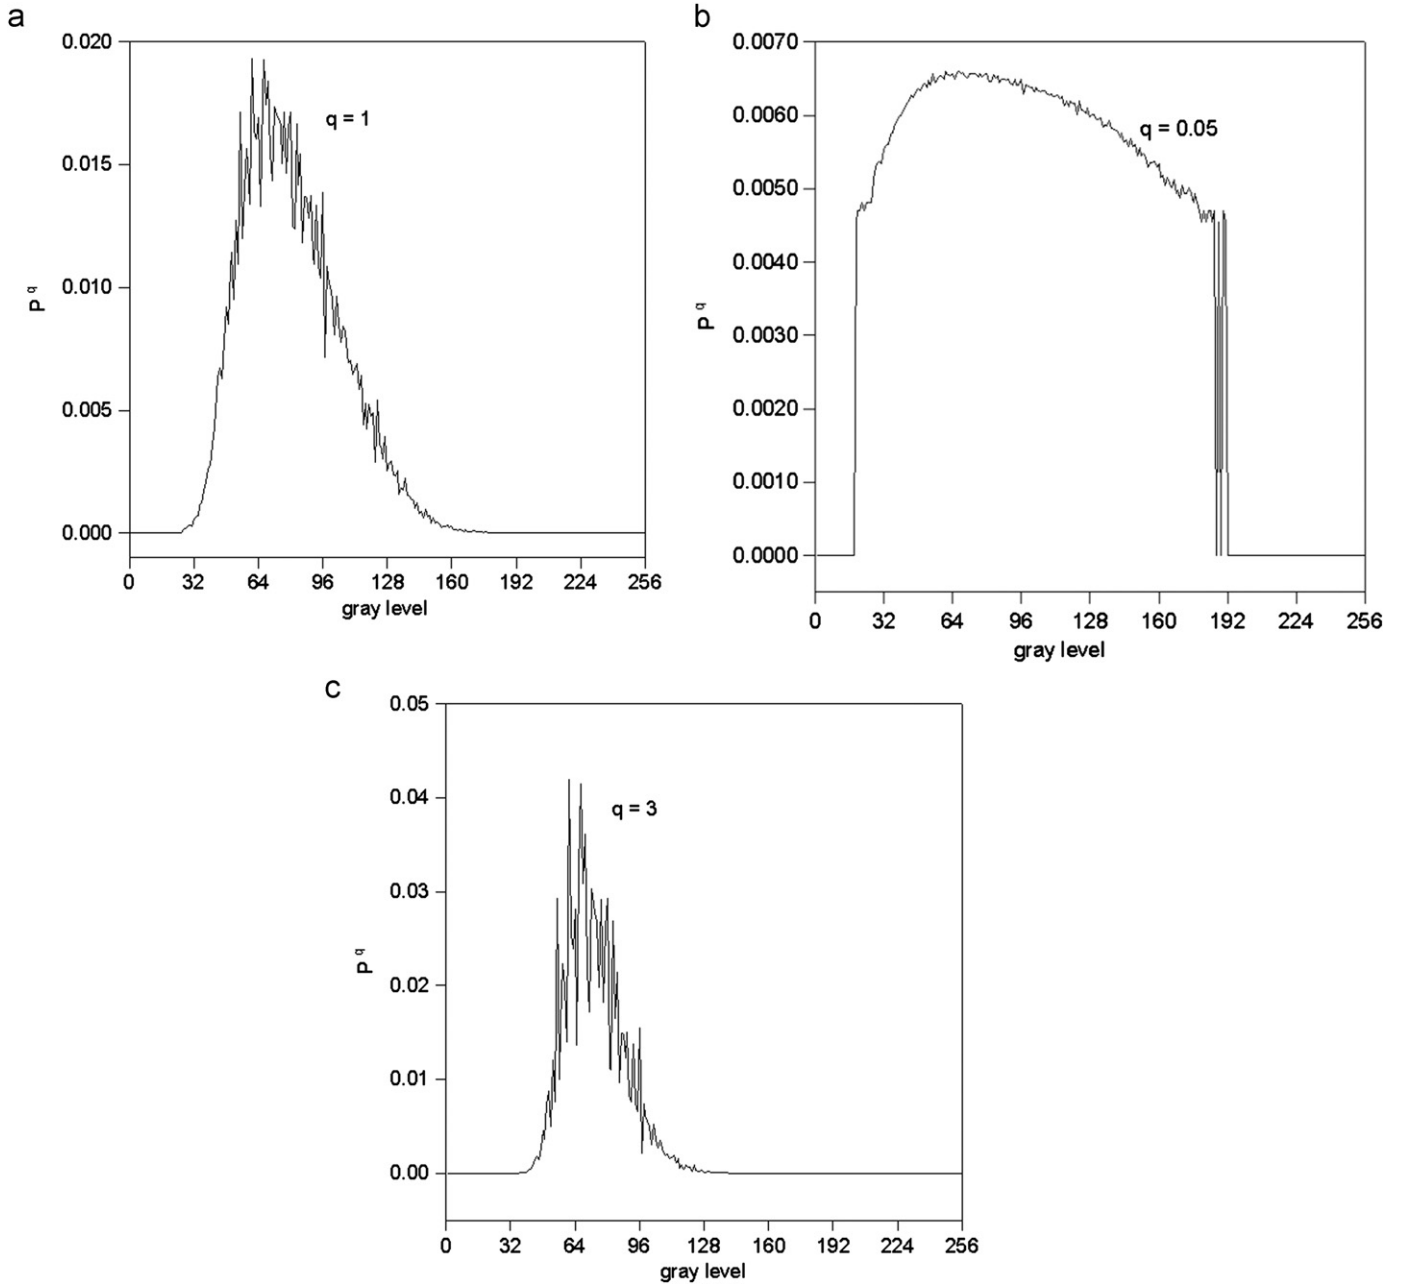 a
0.020
0.015
0.010
0.005
0.000
P q
q = 1
0 32 64 96 128 160 192 224 256
gray level
b
0.0070
0.0060
0.0050
0.0040
0.0030
0.0020
0.0010
0.0000
P q
q = 0.05
0 32 64 96 128 160 192 224 256
gray level
c
0.05
0.04
0.03
0.02
0.01
0.00
P q
q = 3
0 32 64 96 128 160 192 224 256
gray level